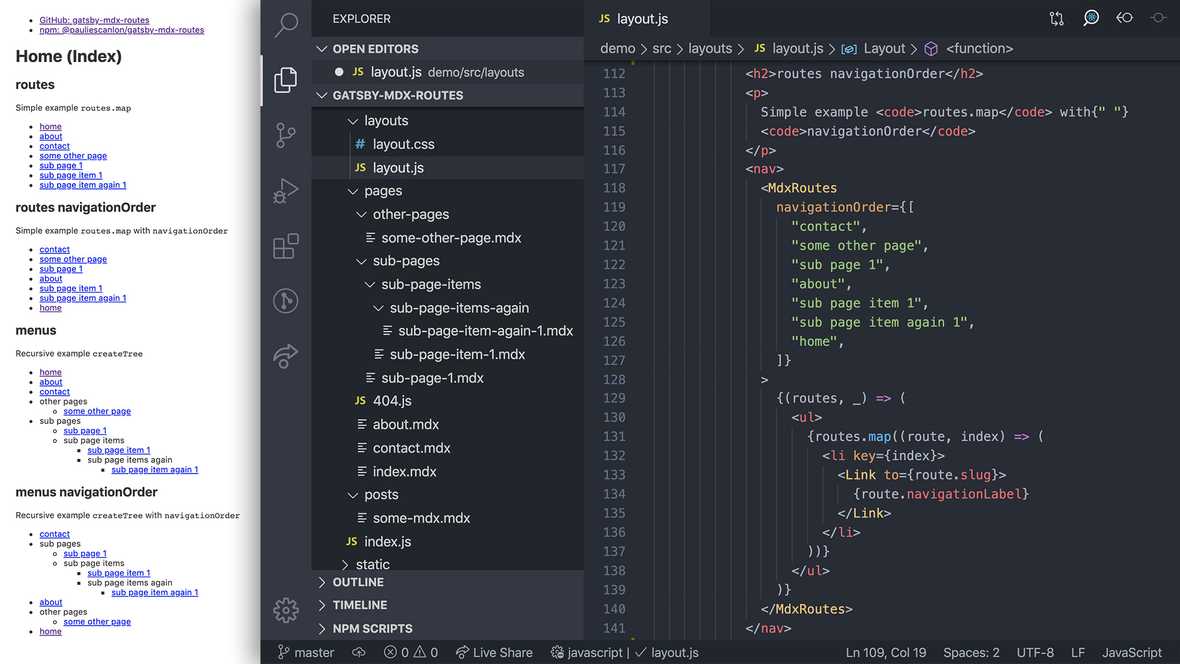 GitHub: gatsby-mdx-routes
npm: @pauliescanlon/gatsby-mdx-routes
Home (Index)
routes
Simple example routes.map
home
about
contact
some other page
sub page 1
sub page item 1
sub page item again 1
routes navigationOrder
Simple example routes.map with navigationOrder
contact
some other page
sub page 1
about
sub page item 1
sub page item again 1
home
menus
Recursive example createTree
home
about
contact
other pages
some other page
sub pages
sub page 1
sub page items
sub page item 1
sub page items again
sub page item again 1
menus navigationOrder
Recursive example createTree with navigationOrder
contact
sub pages
sub page 1
sub page items
sub page item 1
sub page items again
sub page item again 1
about
other pages
some other page
home
EXPLORER
OPEN EDITORS
JS layout.js demo/src/layouts
GATSBY-MDX-ROUTES
layouts
# layout.css
JS layout.js
pages
other-pages
some-other-page.mdx
sub-pages
sub-page-items
sub-page-items-again
sub-page-item-again-1.mdx
sub-page-item-1.mdx
sub-page-1.mdx
JS 404.js
about.mdx
contact.mdx
index.mdx
posts
some-mdx.mdx
JS index.js
static
OUTLINE
TIMELINE
NPM SCRIPTS
JS layout.js
demo > src > layouts > JS layout.js > Layout > <function>
112 <h2>routes navigationOrder</h2>
113 <p>
114 Simple example <code>routes.map</code> with{" "}
115 <code>navigationOrder</code>
116 </p>
117 <nav>
118 <MdxRoutes
119 navigationOrder={[
120 "contact",
121 "some other page",
122 "sub page 1",
123 "about",
124 "sub page item 1",
125 "sub page item again 1",
126 "home",
127 ]}
128 >
129 {(routes, _) => (
130 <ul>
131 {routes.map((route, index) => (
132 <li key={index}>
133 <Link to={route.slug}>
134 {route.navigationLabel}
135 </Link>
136 </li>
137 ))}
138 </ul>
139 )}
140 </MdxRoutes>
141 </nav>
master 0 0 Live Share javascript | layout.js Ln 109, Col 19 Spaces: 2 UTF-8 LF JavaScript